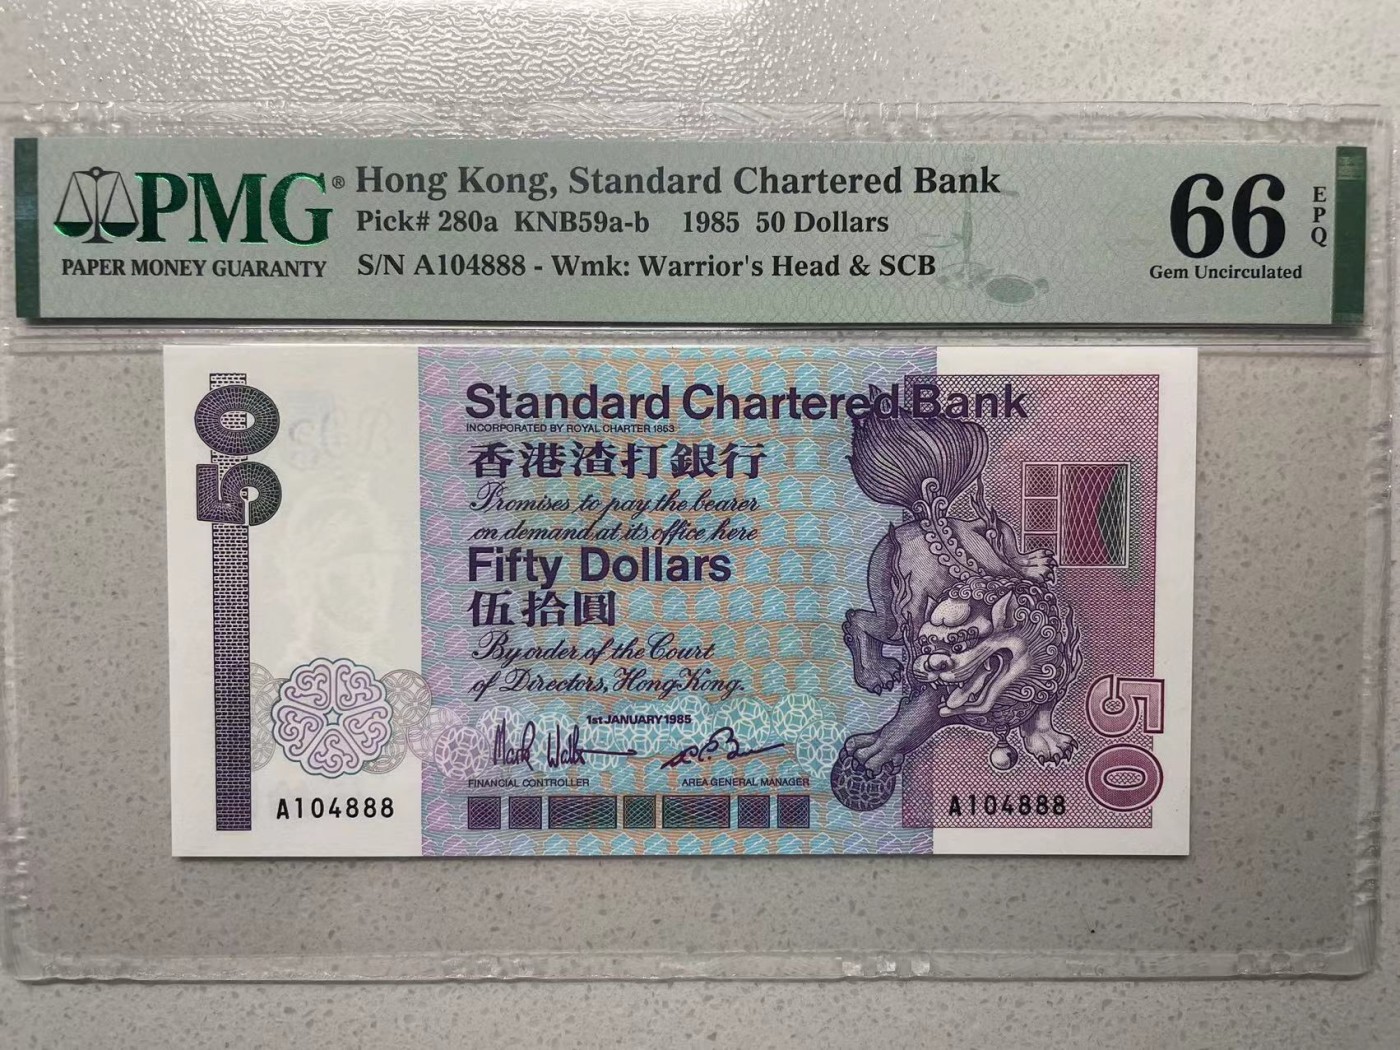 PMG®
PAPER MONEY GUARANTY
Hong Kong, Standard Chartered Bank
Pick# 280a KNB59a-b 1985 50 Dollars
S/N A104888 - Wmk: Warrior's Head & SCB
66
EPQ
Gem Uncirculated
50
Standard Chartered Bank
INCORPORATED BY ROYAL CHARTER 1853
香港渣打銀行
Promises to pay the bearer
on demand at its office here
Fifty Dollars
伍拾圓
By order of the Court
of Directors, Hong Kong.
1st JANUARY 1985
FINANCIAL CONTROLLER
AREA GENERAL MANAGER
A104888
A104888
50